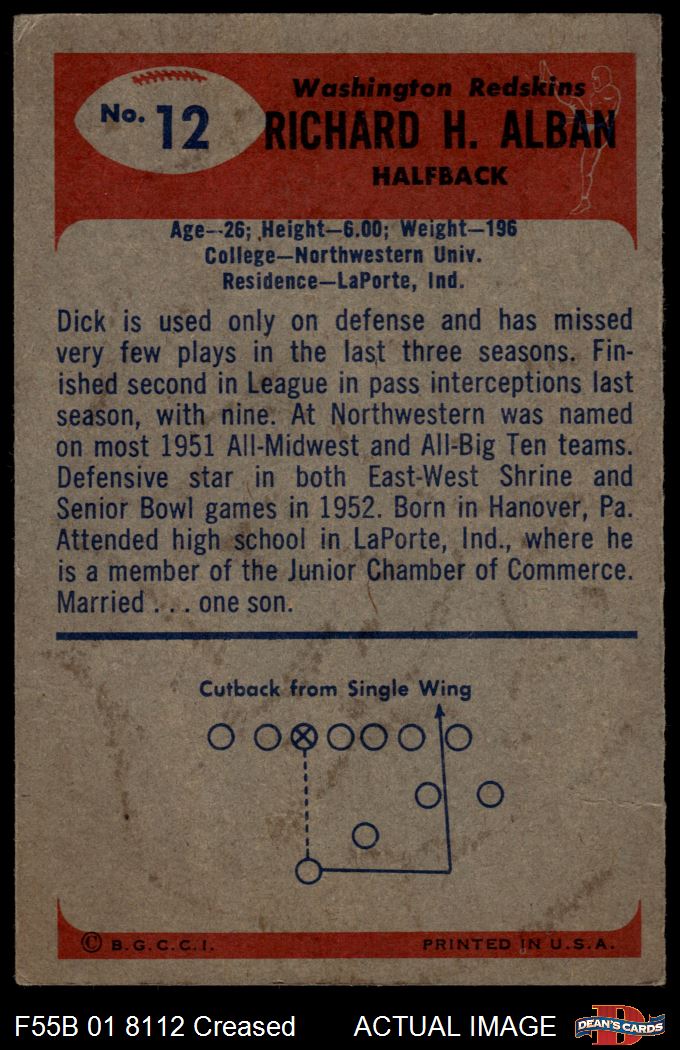 No. 12
Washington Redskins
RICHARD H. ALBAN
HALFBACK
Age--26; Height—6.00; Weight—196
College—Northwestern Univ.
Residence—LaPorte, Ind.
Dick is used only on defense and has missed
very few plays in the last three seasons. Fin-
ished second in League in pass interceptions last
season, with nine. At Northwestern was named
on most 1951 All-Midwest and All-Big Ten teams.
Defensive star in both East-West Shrine and
Senior Bowl games in 1952. Born in Hanover, Pa.
Attended high school in LaPorte, Ind., where he
is a member of the Junior Chamber of Commerce.
Married . . . one son.
Cutback from Single Wing
© B.G.C.C.I. PRINTED IN U.S.A.
F55B 01 8112 Creased ACTUAL IMAGE DEAN'S CARDS